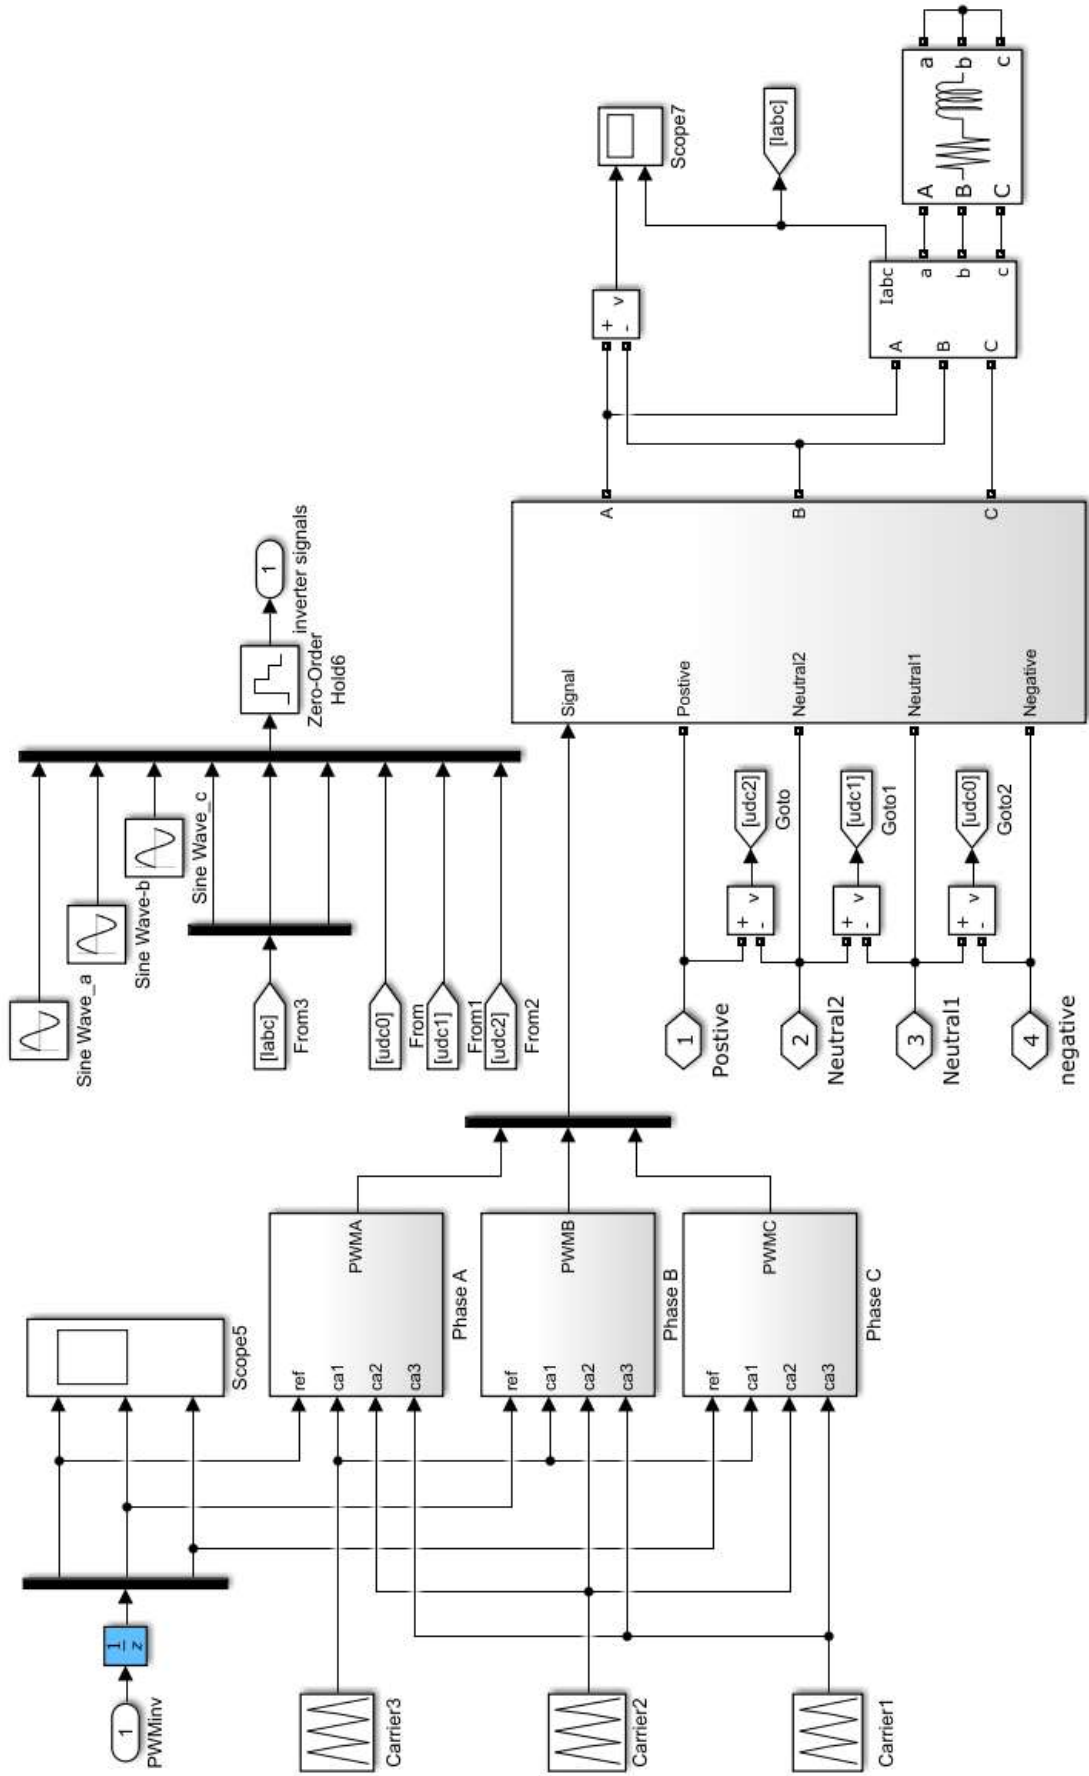 1
PWMinv
1
z
Scope5
Carrier3
Carrier2
Carrier1
ref
ca1
ca2
ca3
PWMA
Phase A
ref
ca1
ca2
ca3
PWMB
Phase B
ref
ca1
ca2
ca3
PWMC
Phase C
Sine Wave_a
Sine Wave-b
Sine Wave_c
[Iabc]
From3
[udc0]
From
[udc1]
From1
[udc2]
From2
Zero-Order
Hold6
1
inverter signals
1
Postive
2
Neutral2
3
Neutral1
4
negative
+
-
v
[udc2]
Goto
+
-
v
[udc1]
Goto1
+
-
v
[udc0]
Goto2
Signal
Postive
Neutral2
Neutral1
Negative
A
B
C
+
-
v
Scope7
[Iabc]
Iabc
A
B
C
a
b
c
A
B
C
a
b
c